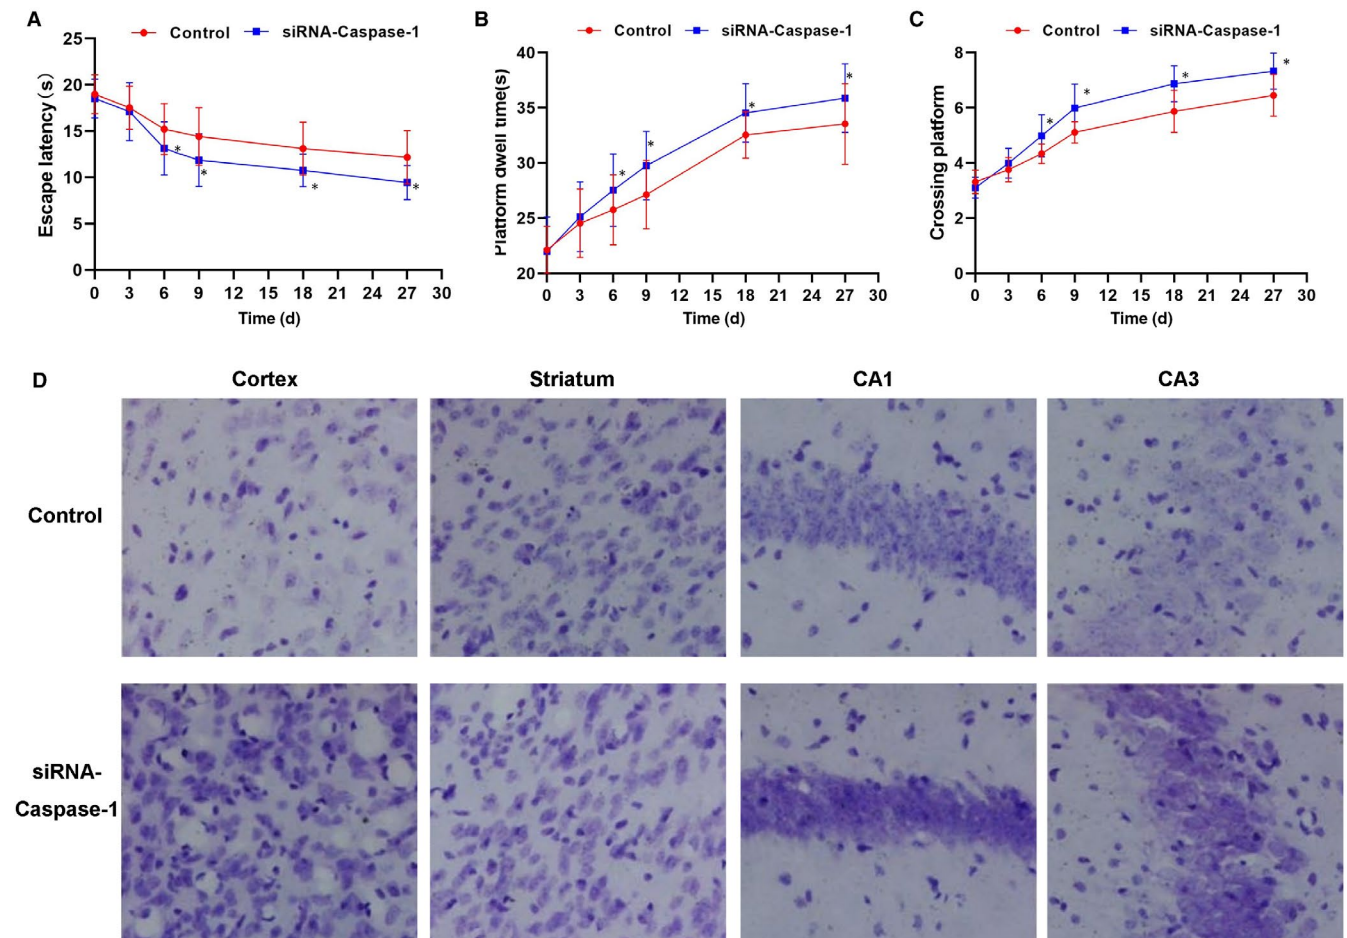 A
Control
siRNA-Caspase-1
Escape latency (s)
25
20
15
10
5
0
*
*
*
*
0 3 6 9 12 15 18 21 24 27 30
Time (d)
B
Control
siRNA-Caspase-1
Platform dwell time(s)
40
35
30
25
20
*
*
*
*
0 3 6 9 12 15 18 21 24 27 30
Time (d)
C
Control
siRNA-Caspase-1
Crossing platform
8
6
4
2
0
*
*
*
*
0 3 6 9 12 15 18 21 24 27 30
Time (d)
D
Cortex
Striatum
CA1
CA3
Control
siRNA-
Caspase-1